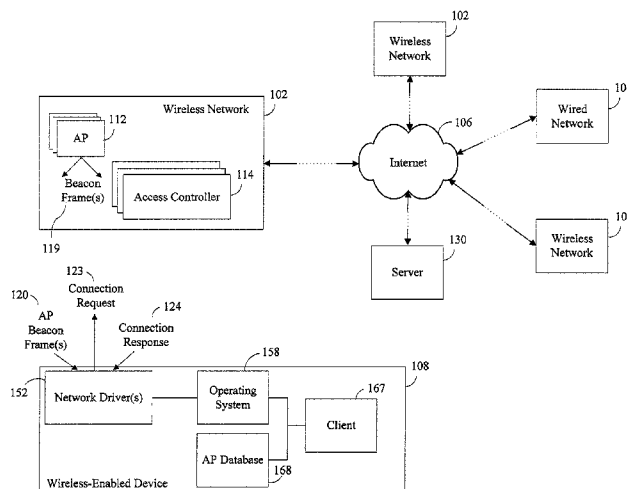 102
Wireless
Network
102
Wireless Network
112
AP
Beacon
Frame(s)
119
114
Access Controller
106
Internet
10
Wired
Network
10
Wireless
Network
130
Server
123
Connection
Request
120
AP
Beacon
Frame(s)
124
Connection
Response
158
108
152
Network Driver(s)
Operating
System
167
Client
AP Database
168
Wireless-Enabled Device